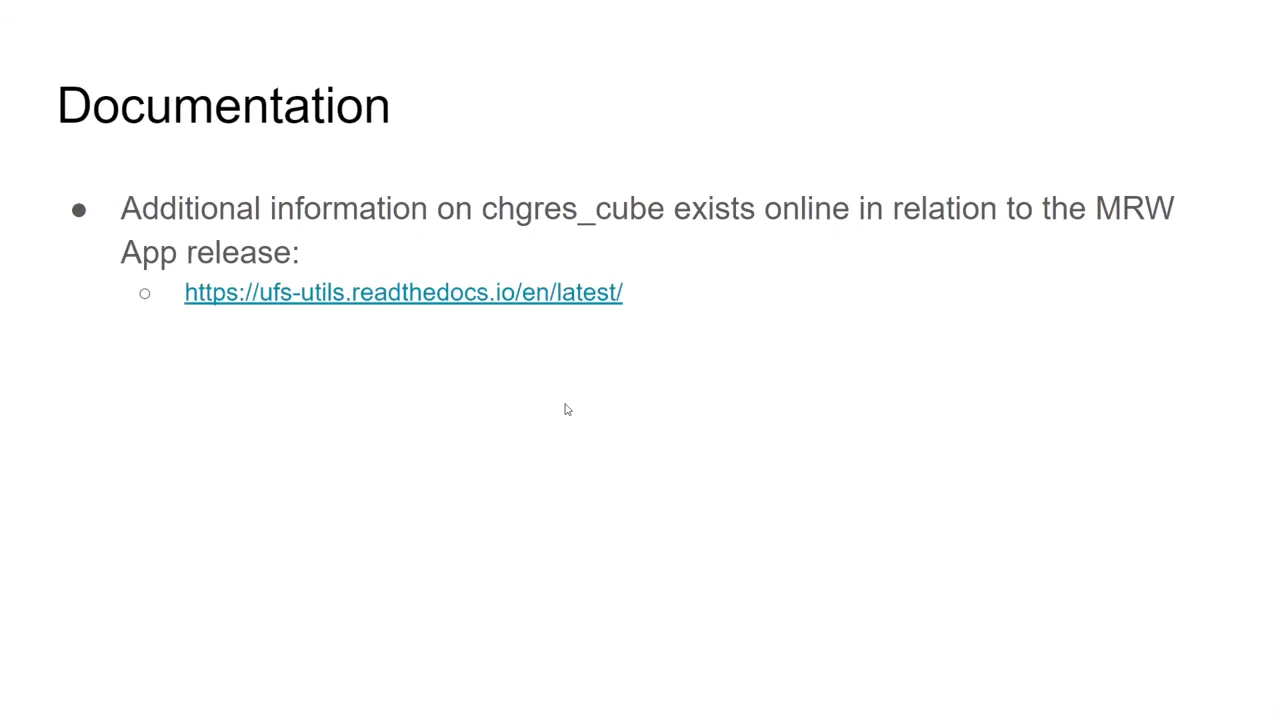 Documentation
● Additional information on chgres_cube exists online in relation to the MRW
App release:
○ https://ufs-utils.readthedocs.io/en/latest/